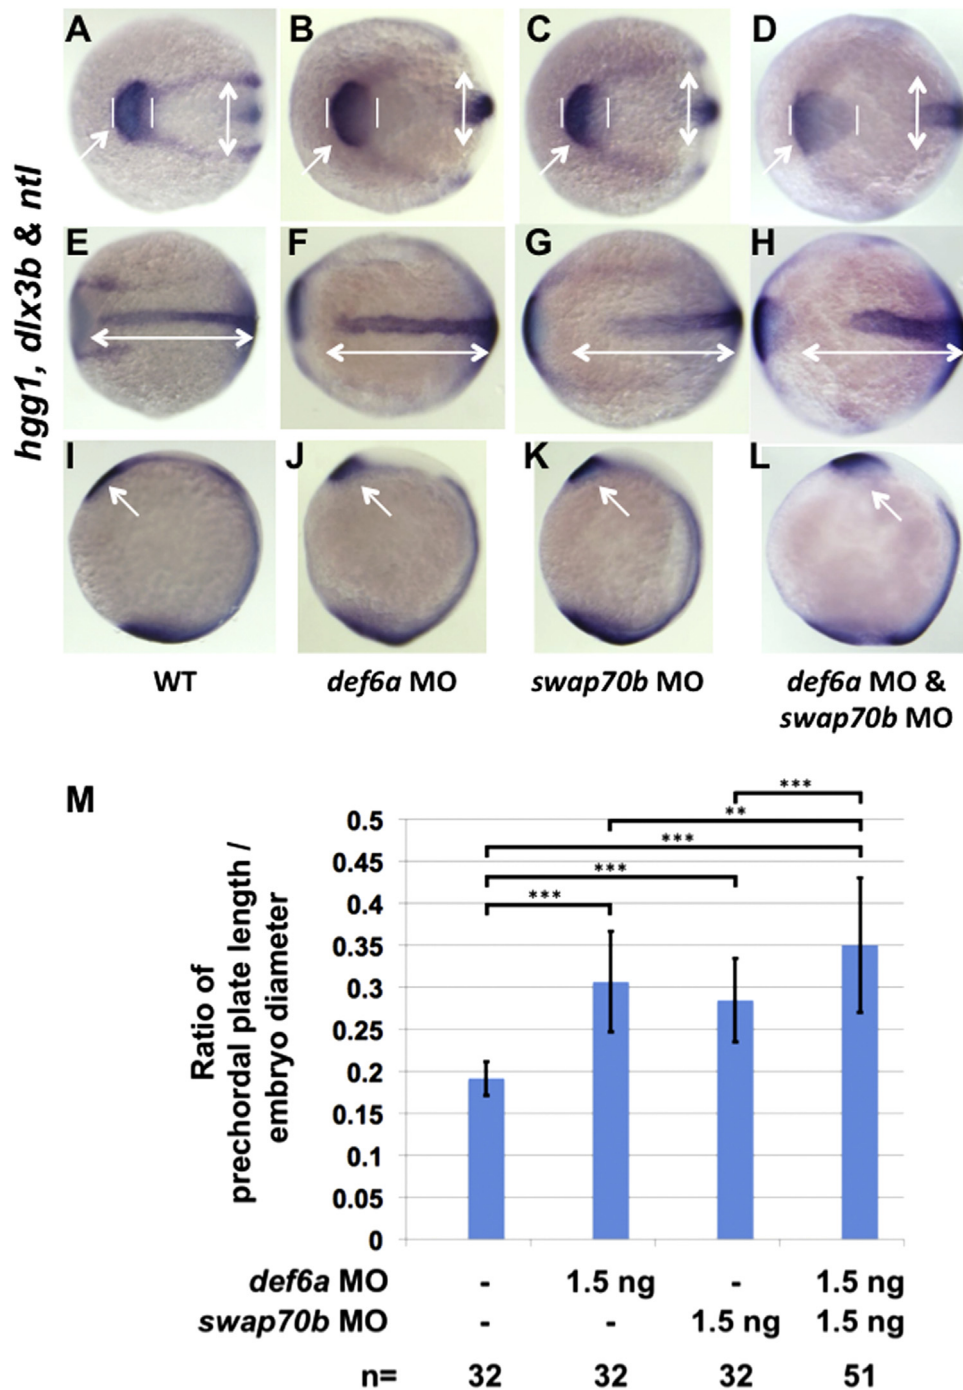 A B C D
hgg1, dlx3b & ntl
E F G H
I J K L
WT def6a MO swap70b MO def6a MO &
swap70b MO
M
*** 
**
***
***
***
Ratio of
prechordal plate length /
embryo diameter
0.5
0.45
0.4
0.35
0.3
0.25
0.2
0.15
0.1
0.05
0
def6a MO - 1.5 ng - 1.5 ng
swap70b MO - - 1.5 ng 1.5 ng
n= 32 32 32 51